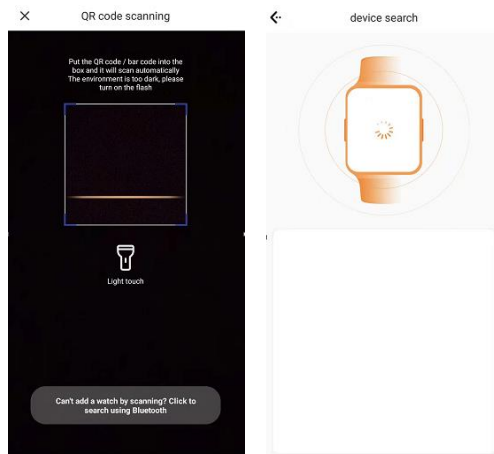 QR code scanning
Put the QR code / bar code into the
box and it will scan automatically
The environment is too dark, please
turn on the flash
Light touch
Can't add a watch by scanning? Click to
search using Bluetooth
device search